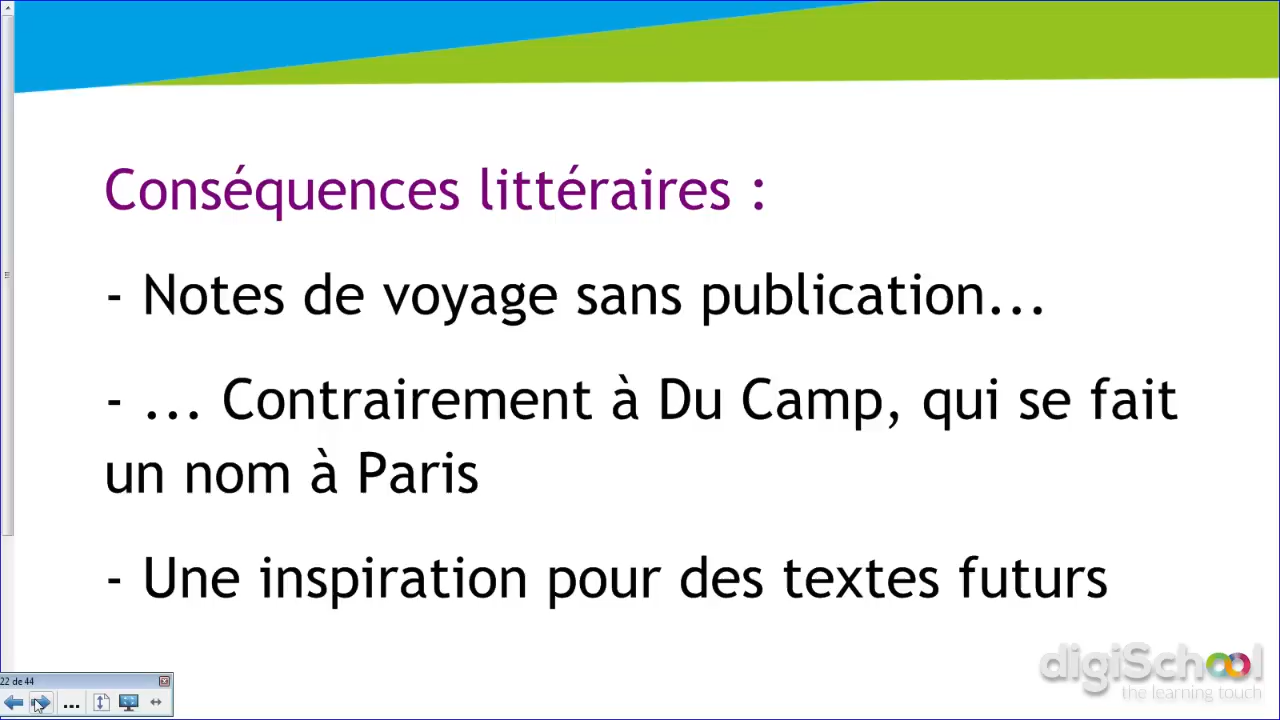 Conséquences littéraires :
- Notes de voyage sans publication...
- ... Contrairement à Du Camp, qui se fait
un nom à Paris
- Une inspiration pour des textes futurs
digiSchool
the learning touch
22 de 44